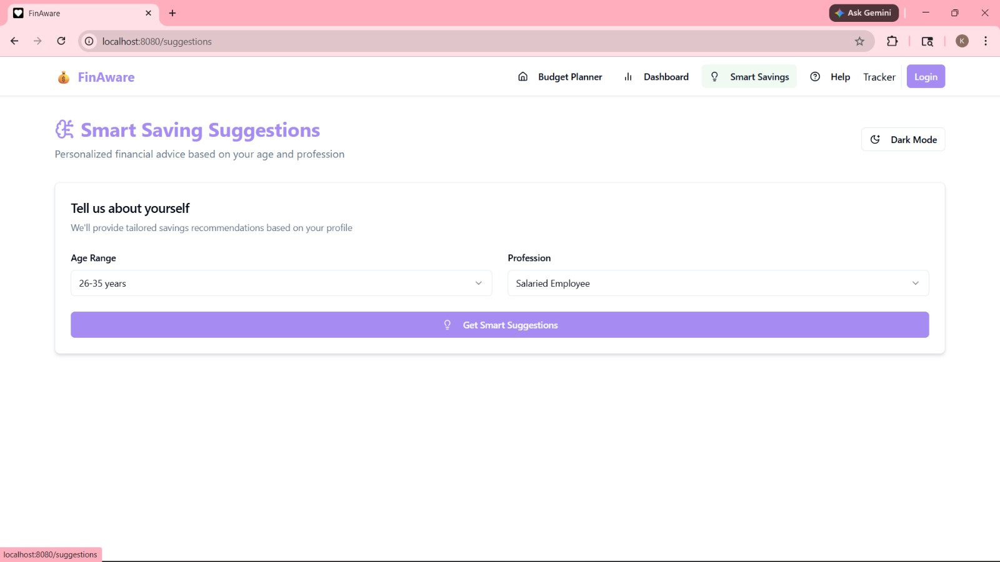 FinAware
Ask Gemini
localhost:8080/suggestions
K
FinAware
Budget Planner
Dashboard
Smart Savings
Help
Tracker
Login
Smart Saving Suggestions
Personalized financial advice based on your age and profession
Dark Mode
Tell us about yourself
We'll provide tailored savings recommendations based on your profile
Age Range
Profession
26-35 years
Salaried Employee
Get Smart Suggestions
localhost:8080/suggestions